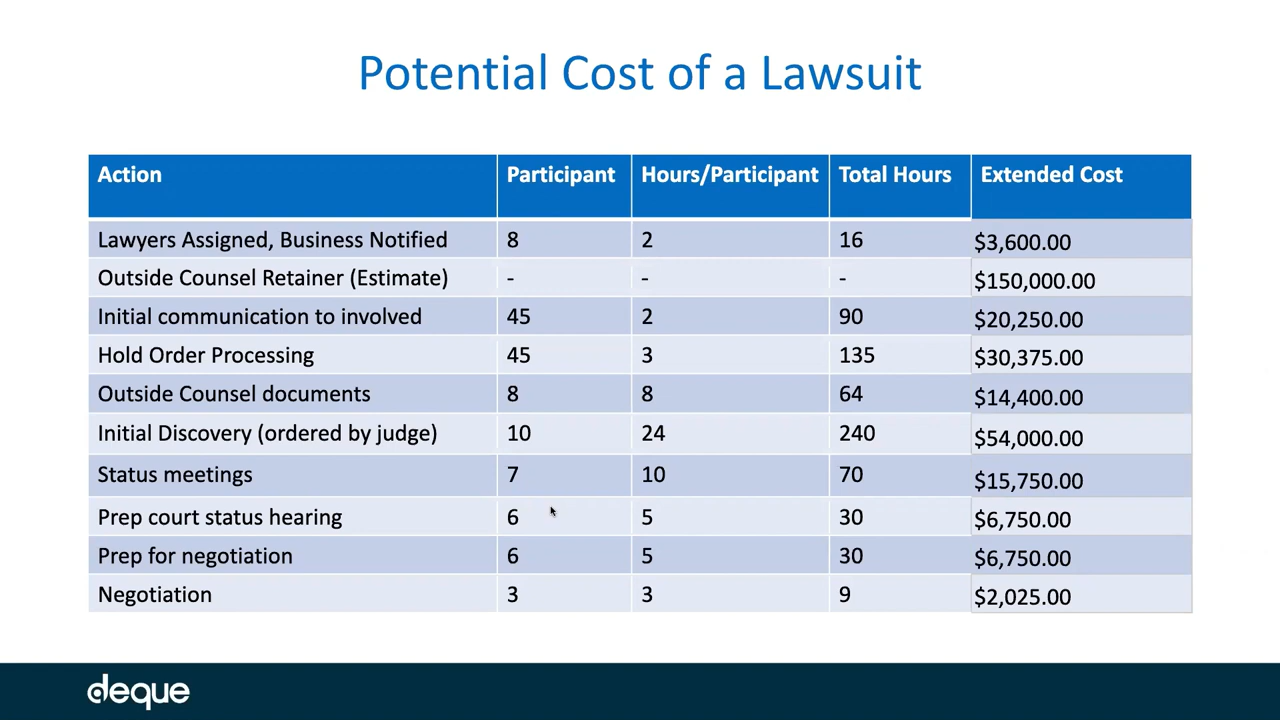 Potential Cost of a Lawsuit
Action Participant Hours/Participant Total Hours Extended Cost
Lawyers Assigned, Business Notified 8 2 16 $3,600.00
Outside Counsel Retainer (Estimate) - - - $150,000.00
Initial communication to involved 45 2 90 $20,250.00
Hold Order Processing 45 3 135 $30,375.00
Outside Counsel documents 8 8 64 $14,400.00
Initial Discovery (ordered by judge) 10 24 240 $54,000.00
Status meetings 7 10 70 $15,750.00
Prep court status hearing 6 5 30 $6,750.00
Prep for negotiation 6 5 30 $6,750.00
Negotiation 3 3 9 $2,025.00
deque